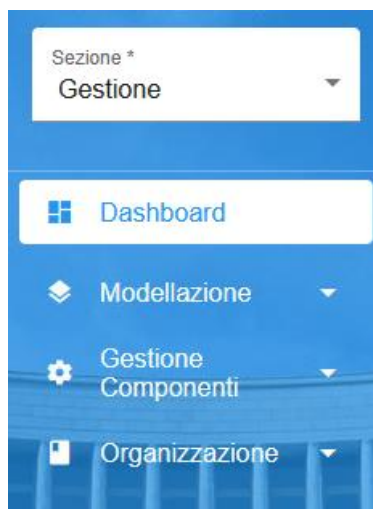 Sezione *
Gestione
Dashboard
Modellazione
Gestione
Componenti
Organizzazione